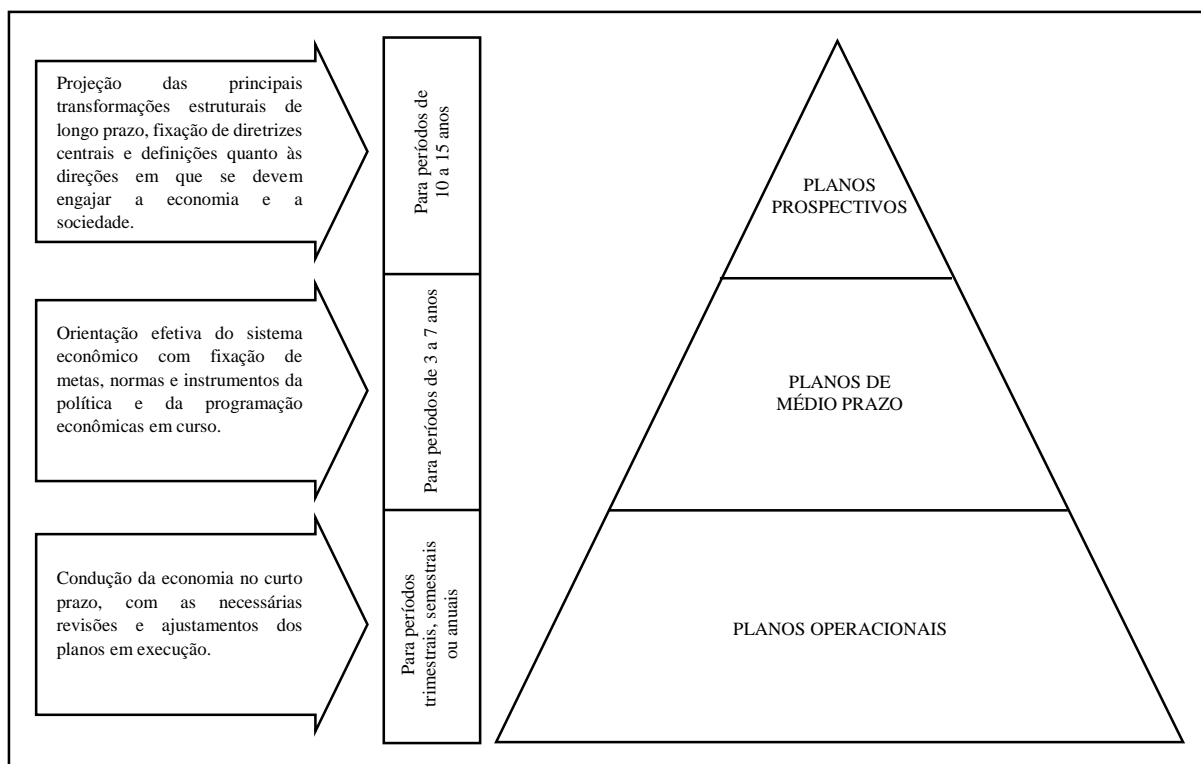 Projeção das principais
transformações estruturais de
longo prazo, fixação de diretrizes
centrais e definições quanto às
direções em que se devem
engajar a economia e a
sociedade.
Para períodos de
10 a 15 anos
PLANOS
PROSPECTIVOS
Orientação efetiva do sistema
econômico com fixação de
metas, normas e instrumentos da
política e da programação
econômicas em curso.
Para períodos de 3 a 7 anos
PLANOS DE
MÉDIO PRAZO
Condução da economia no curto
prazo, com as necessárias
revisões e ajustamentos dos
planos em execução.
Para períodos
trimestrais, semestrais
ou anuais
PLANOS OPERACIONAIS